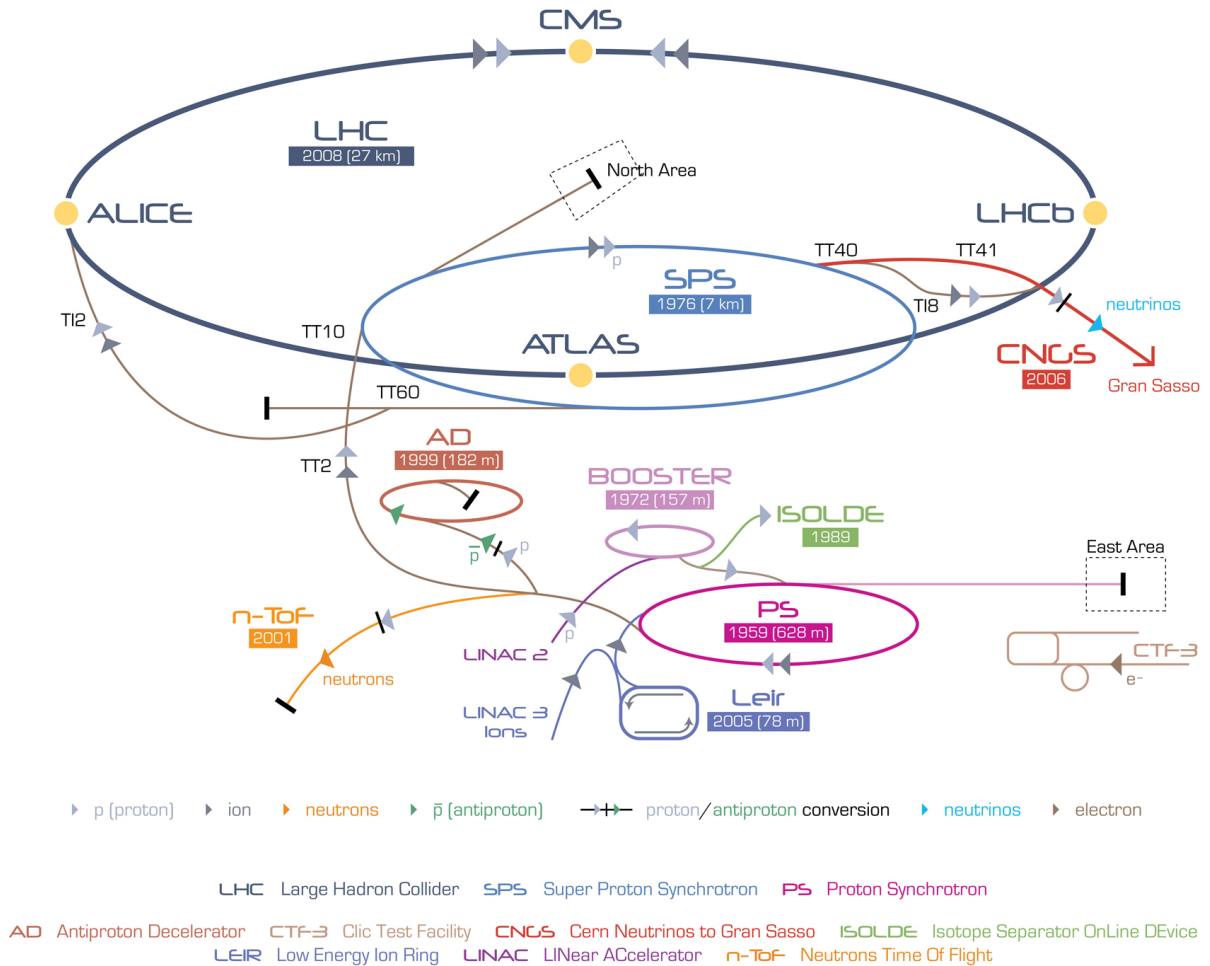 CMS
LHC
2008 (27 km)
North Area
ALICE
LHCb
TT40
TT41
p
SPS
1976 (7 km)
TI8
neutrinos
TI2
TT10
ATLAS
CNGS
2006
Gran Sasso
TT60
AD
1999 (182 m)
TT2
BOOSTER
1972 (157 m)
ISOLDE
1989
p̅
p
East Area
n-ToF
2001
PS
1959 (628 m)
p
LINAC 2
CTF-3
e⁻
neutrons
LINAC 3
Ions
Leir
2005 (78 m)
p (proton)
ion
neutrons
p̅ (antiproton)
proton/antiproton conversion
neutrinos
electron
LHC Large Hadron Collider SPS Super Proton Synchrotron PS Proton Synchrotron
AD Antiproton Decelerator CTF-3 Clic Test Facility CNGS Cern Neutrinos to Gran Sasso ISOLDE Isotope Separator OnLine DEvice
LEIR Low Energy Ion Ring LINAC LINear ACcelerator n-ToF Neutrons Time Of Flight